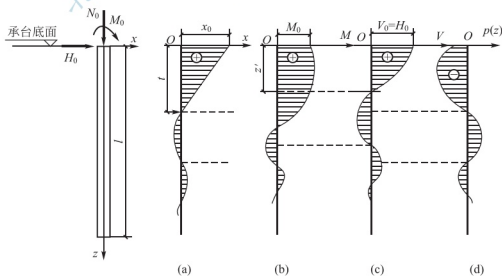 N₀ M₀
承台底面
x
H₀
l
z
O x₀ x
⊕
t
(a)
O M₀ M
⊕
z′
(b)
O V₀=H₀ V
⊕
(c)
O p(z)
⊖
(d)